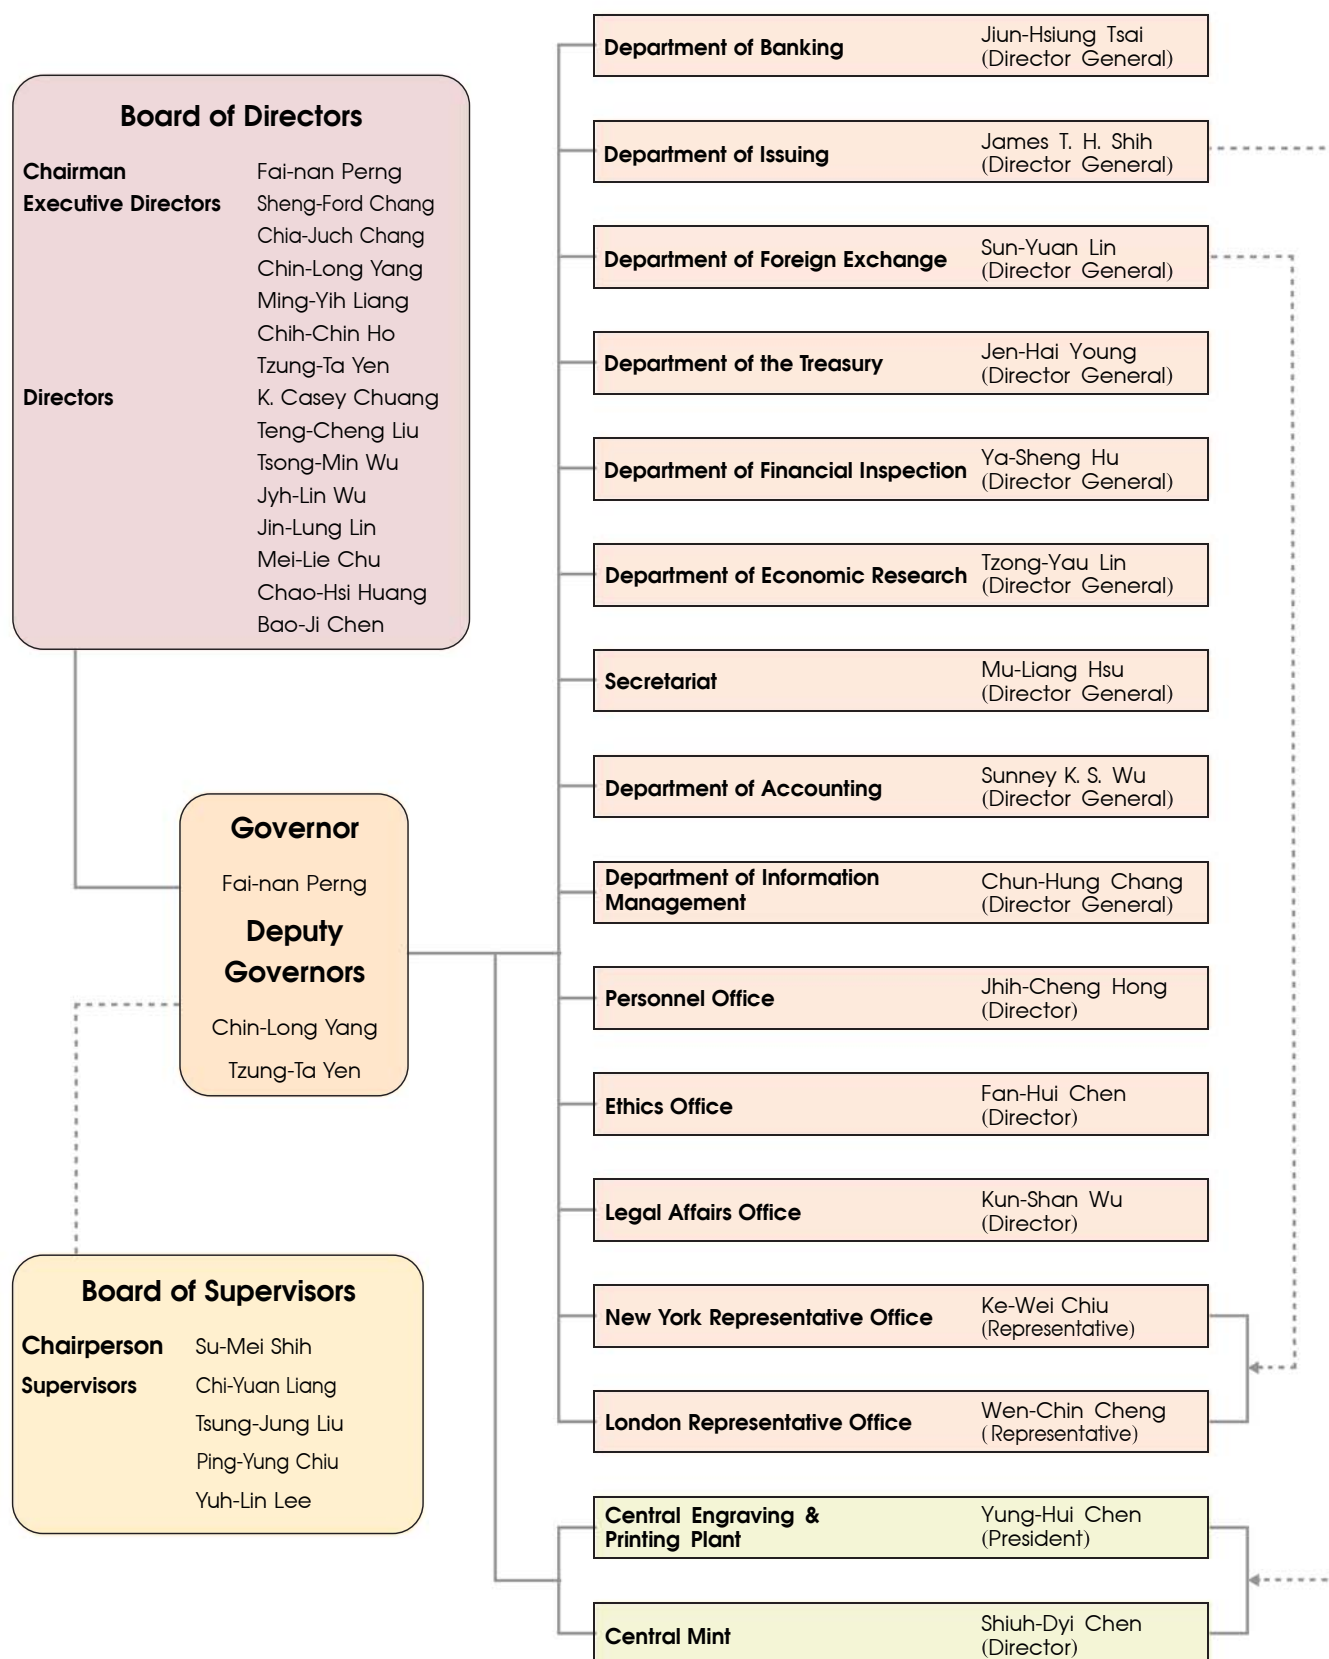 Board of Directors
Chairman Fai-nan Perng
Executive Directors Sheng-Ford Chang
Chia-Juch Chang
Chin-Long Yang
Ming-Yih Liang
Chih-Chin Ho
Tzung-Ta Yen
Directors K. Casey Chuang
Teng-Cheng Liu
Tsong-Min Wu
Jyh-Lin Wu
Jin-Lung Lin
Mei-Lie Chu
Chao-Hsi Huang
Bao-Ji Chen
Governor
Fai-nan Perng
Deputy
Governors
Chin-Long Yang
Tzung-Ta Yen
Board of Supervisors
Chairperson Su-Mei Shih
Supervisors Chi-Yuan Liang
Tsung-Jung Liu
Ping-Yung Chiu
Yuh-Lin Lee
Department of Banking
Jiun-Hsiung Tsai
(Director General)
Department of Issuing
James T. H. Shih
(Director General)
Department of Foreign Exchange
Sun-Yuan Lin
(Director General)
Department of the Treasury
Jen-Hai Young
(Director General)
Department of Financial Inspection
Ya-Sheng Hu
(Director General)
Department of Economic Research
Tzong-Yau Lin
(Director General)
Secretariat
Mu-Liang Hsu
(Director General)
Department of Accounting
Sunney K. S. Wu
(Director General)
Department of Information
Management
Chun-Hung Chang
(Director General)
Personnel Office
Jhih-Cheng Hong
(Director)
Ethics Office
Fan-Hui Chen
(Director)
Legal Affairs Office
Kun-Shan Wu
(Director)
New York Representative Office
Ke-Wei Chiu
(Representative)
London Representative Office
Wen-Chin Cheng
(Representative)
Central Engraving &
Printing Plant
Yung-Hui Chen
(President)
Central Mint
Shiuh-Dyi Chen
(Director)